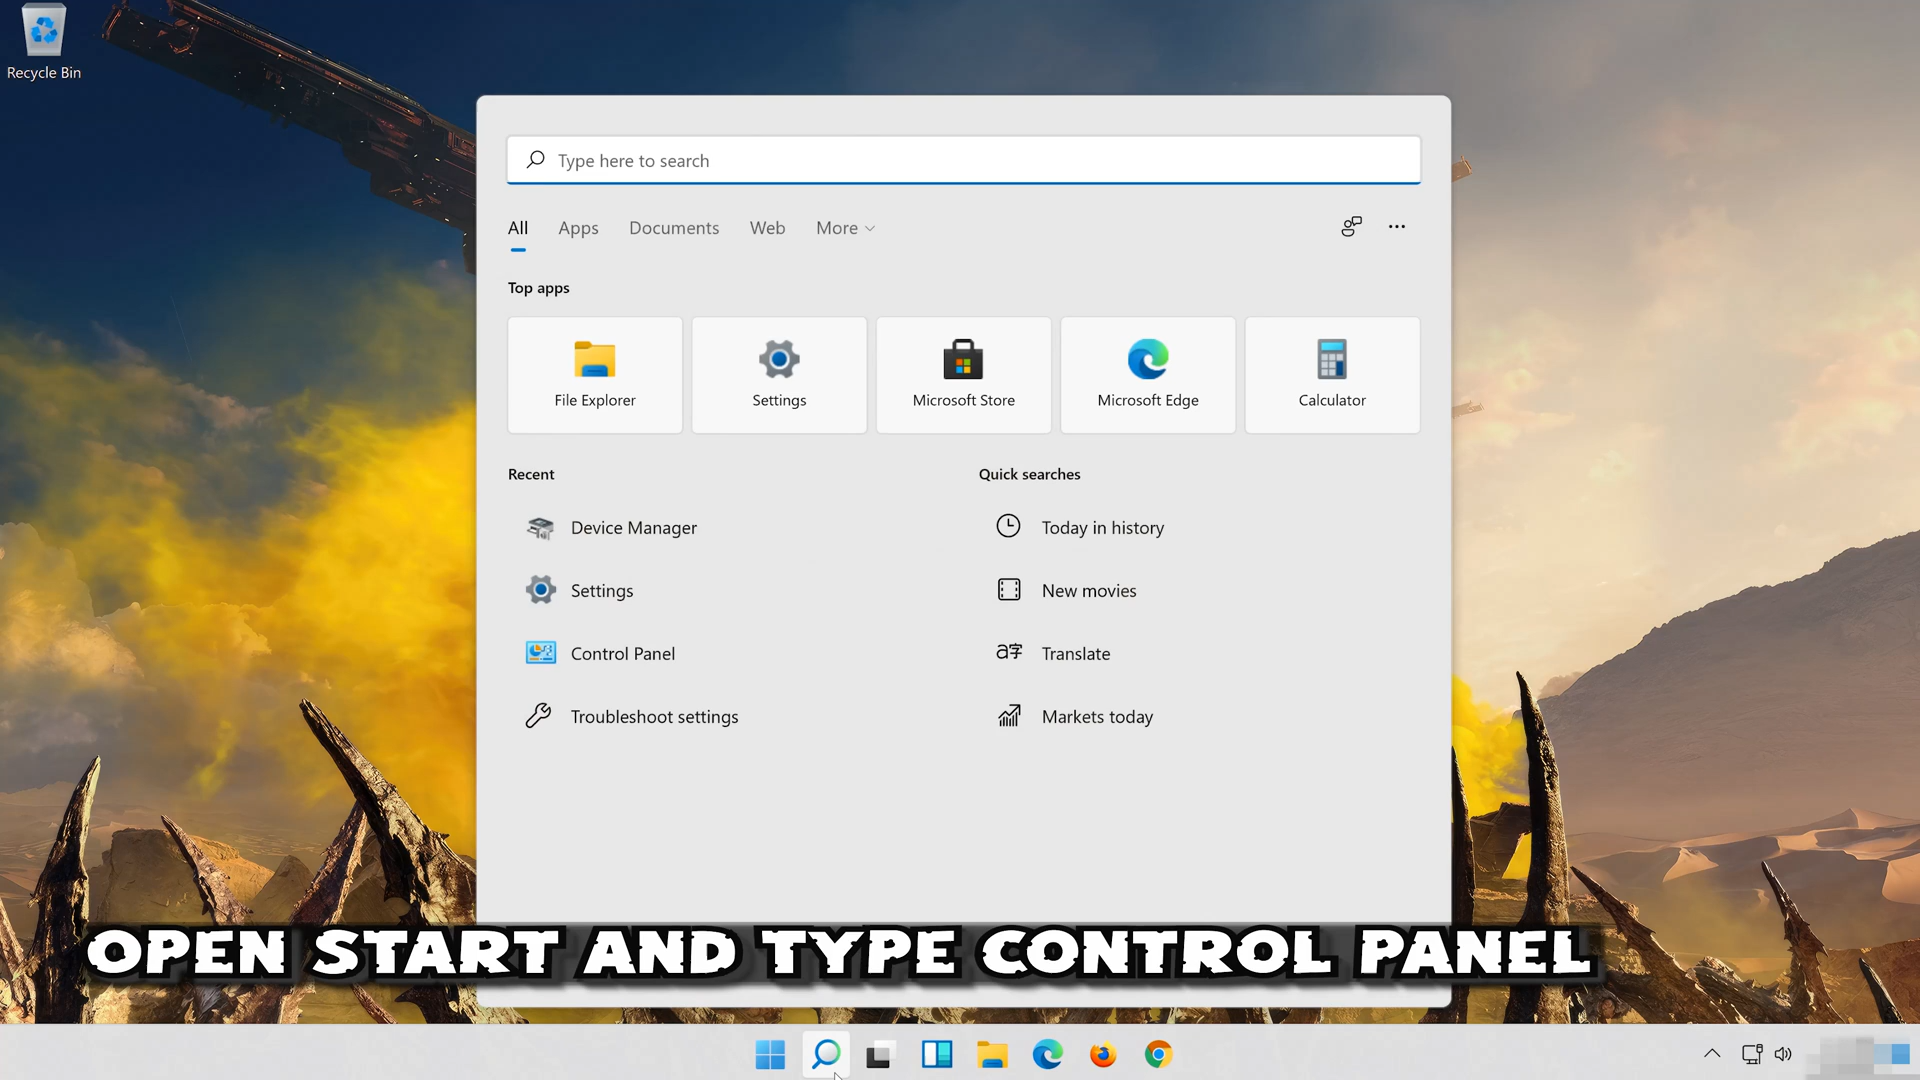 Recycle Bin
Type here to search
All Apps Documents Web More
Top apps
File Explorer Settings Microsoft Store Microsoft Edge Calculator
Recent Quick searches
Device Manager Today in history
Settings New movies
Control Panel Translate
Troubleshoot settings Markets today
OPEN START AND TYPE CONTROL PANEL